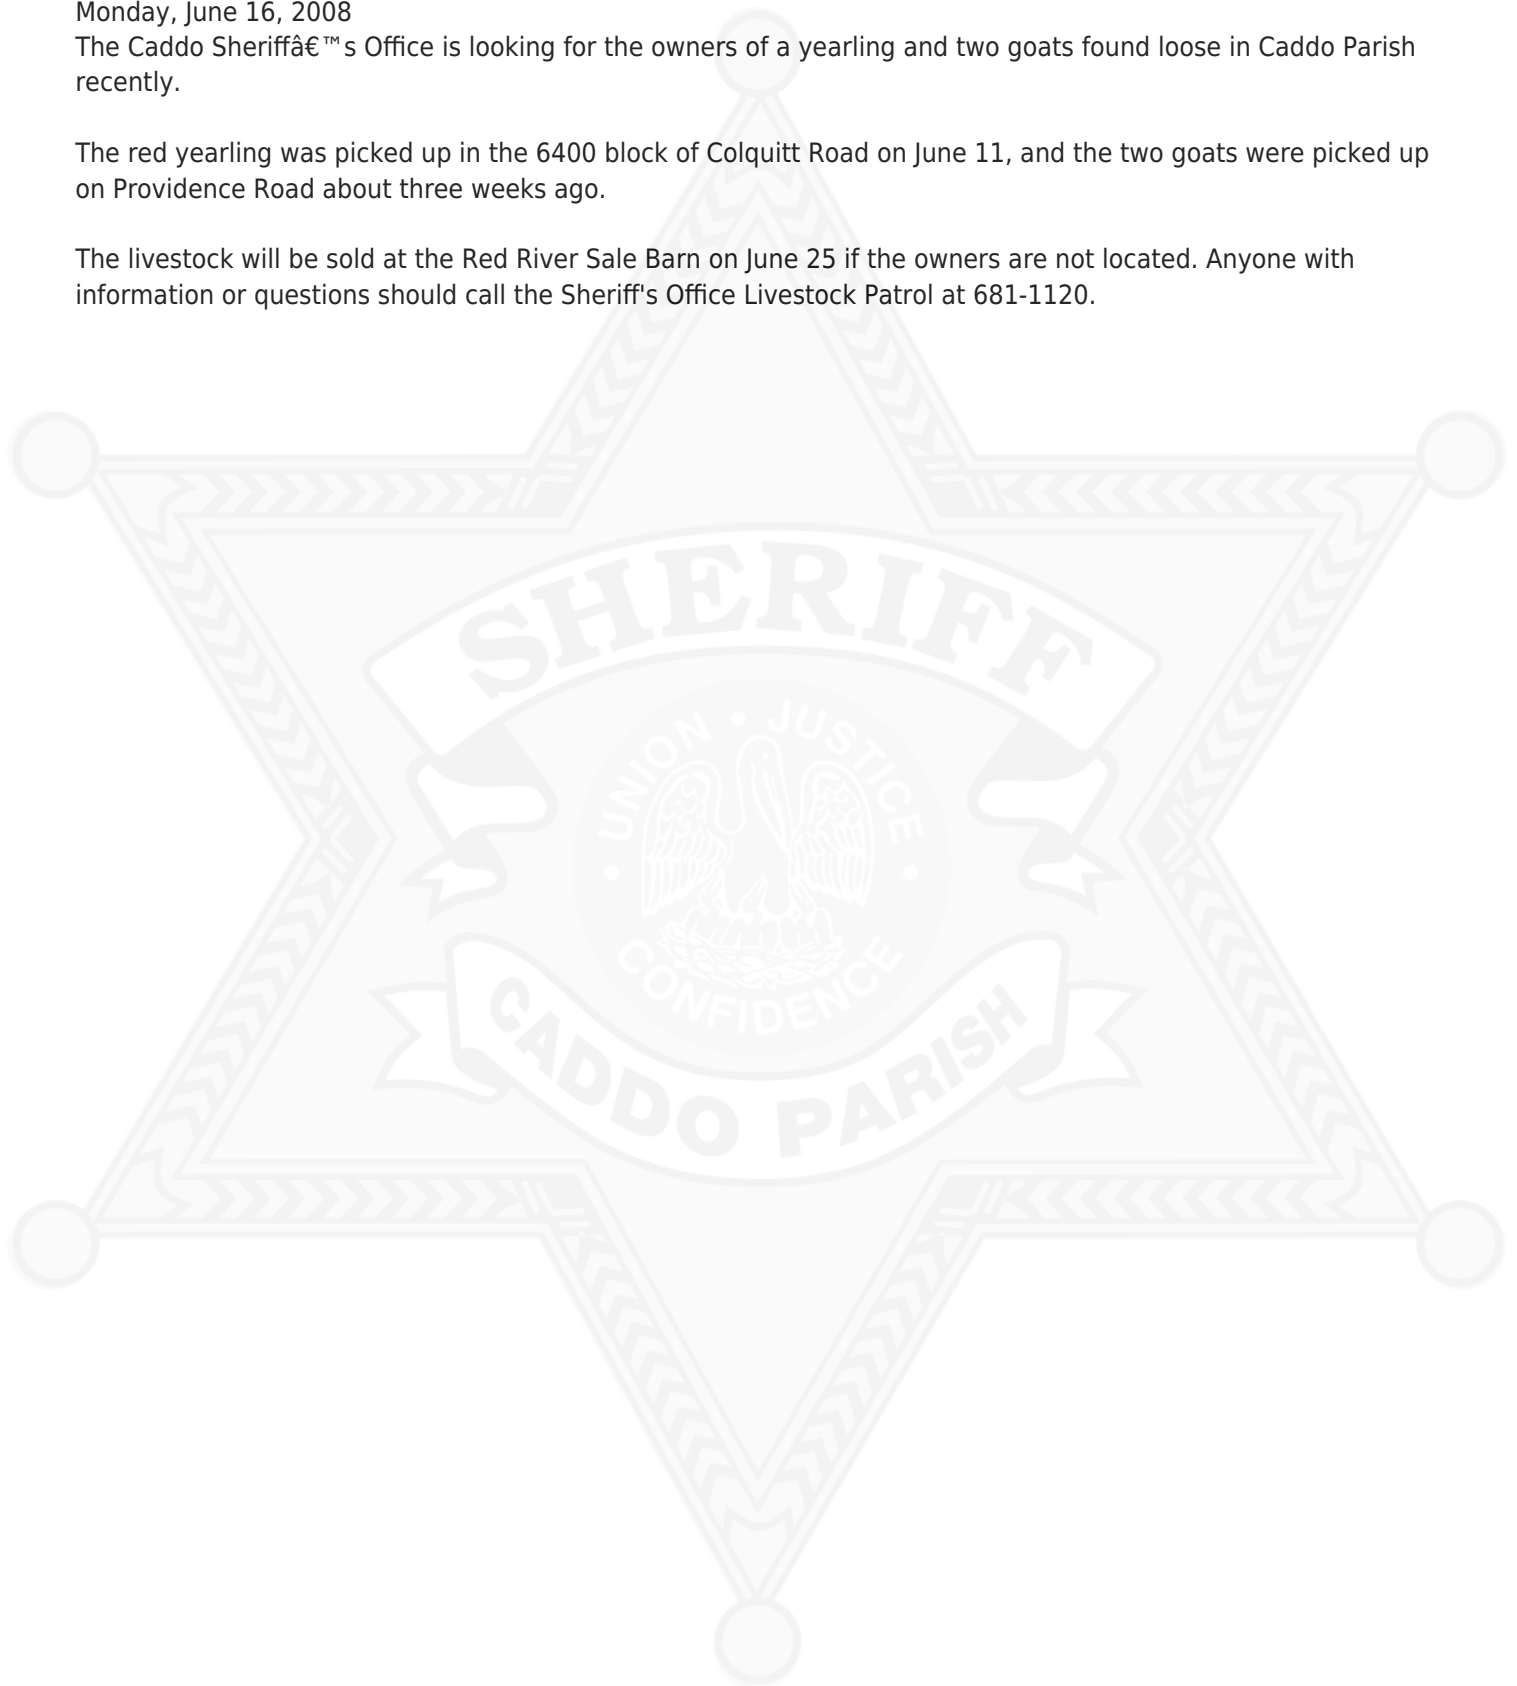 Monday, June 16, 2008
The Caddo Sheriffâ€™s Office is looking for the owners of a yearling and two goats found loose in Caddo Parish
recently.
The red yearling was picked up in the 6400 block of Colquitt Road on June 11, and the two goats were picked up
on Providence Road about three weeks ago.
The livestock will be sold at the Red River Sale Barn on June 25 if the owners are not located. Anyone with
information or questions should call the Sheriff's Office Livestock Patrol at 681-1120.
SHERIFF
UNION • JUSTICE
• CONFIDENCE •
CADDO PARISH